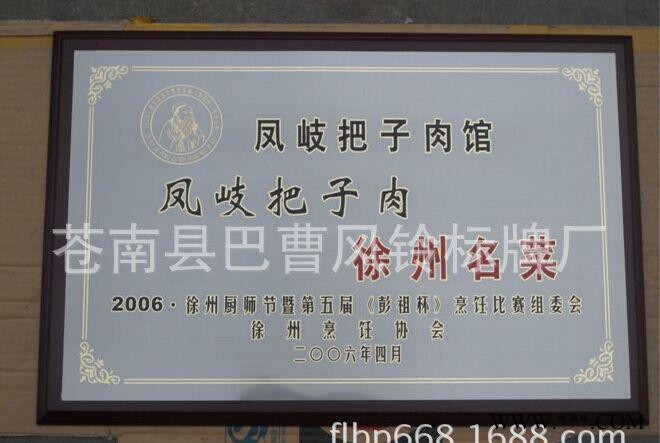 凤岐把子肉馆
凤岐把子肉
苍南县巴曹风铃标牌厂
徐州名菜
2006·徐州厨师节暨第五届《彭祖杯》烹饪比赛组委会
徐州烹饪协会
二〇〇六年四月
flbp668.1688.com